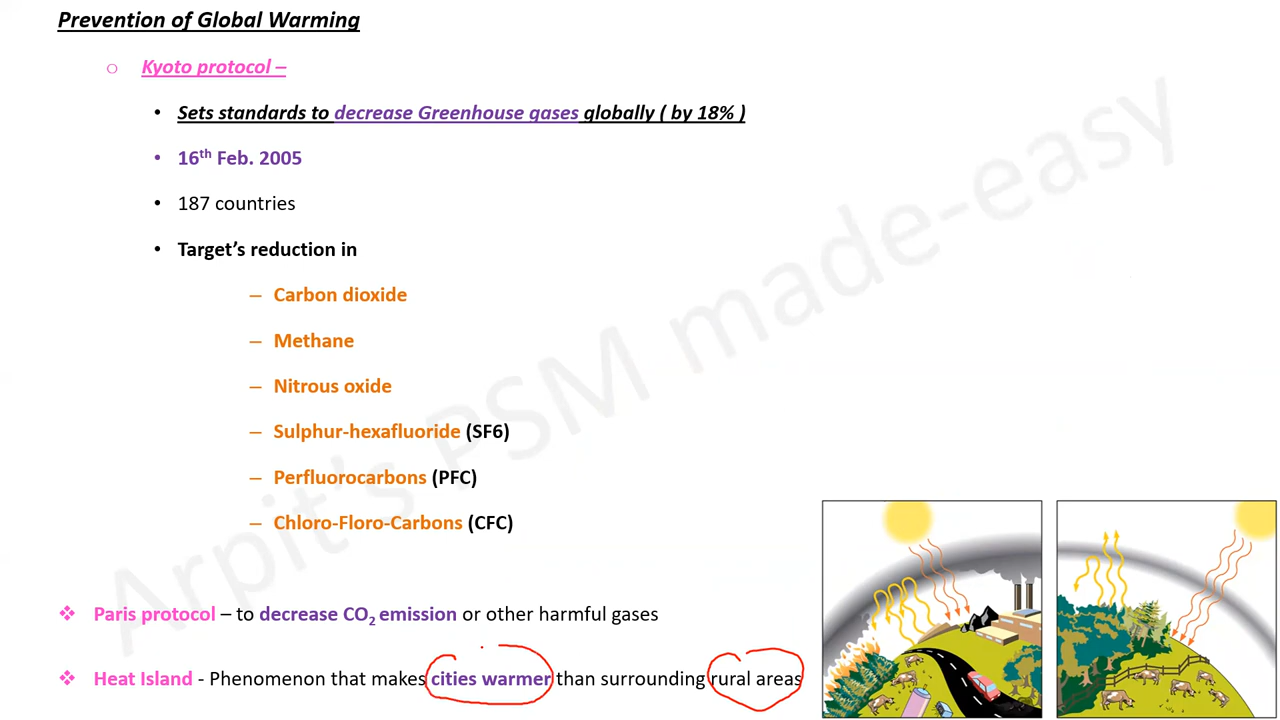 Prevention of Global Warming
o Kyoto protocol –
• Sets standards to decrease Greenhouse gases globally ( by 18% )
• 16th Feb. 2005
• 187 countries
• Target’s reduction in
– Carbon dioxide
– Methane
– Nitrous oxide
– Sulphur-hexafluoride (SF6)
– Perfluorocarbons (PFC)
– Chloro-Floro-Carbons (CFC)
❖ Paris protocol – to decrease CO2 emission or other harmful gases
❖ Heat Island - Phenomenon that makes cities warmer than surrounding rural areas
Arpit's PSM made-easy